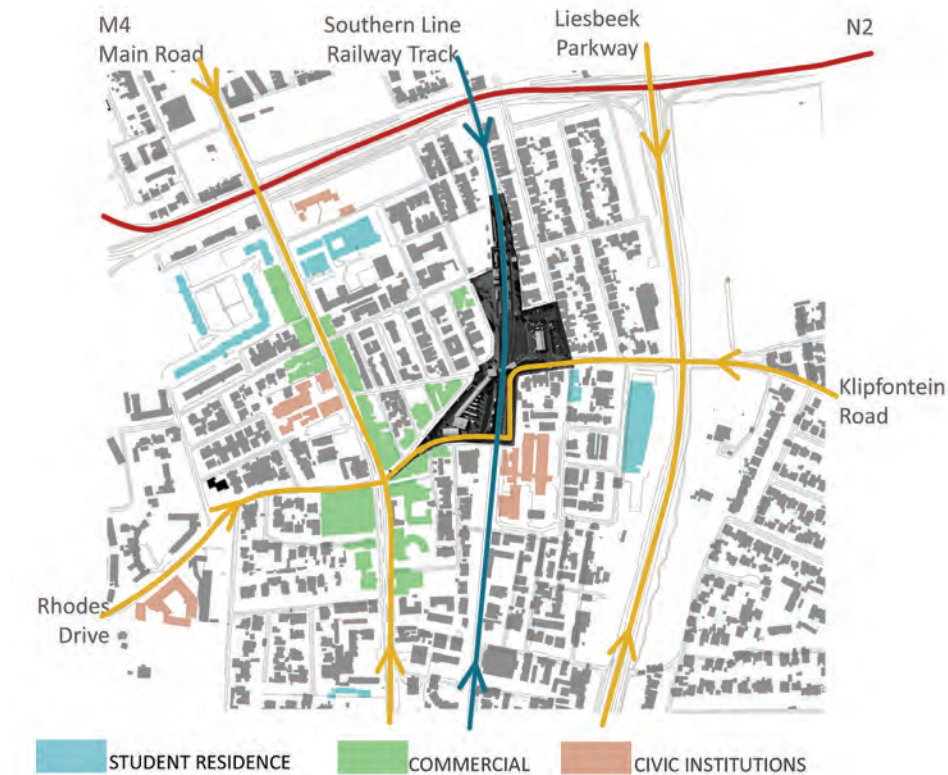 M4
Main Road
Southern Line
Railway Track
Liesbeek
Parkway
N2
Klipfontein
Road
Rhodes
Drive
STUDENT RESIDENCE
COMMERCIAL
CIVIC INSTITUTIONS